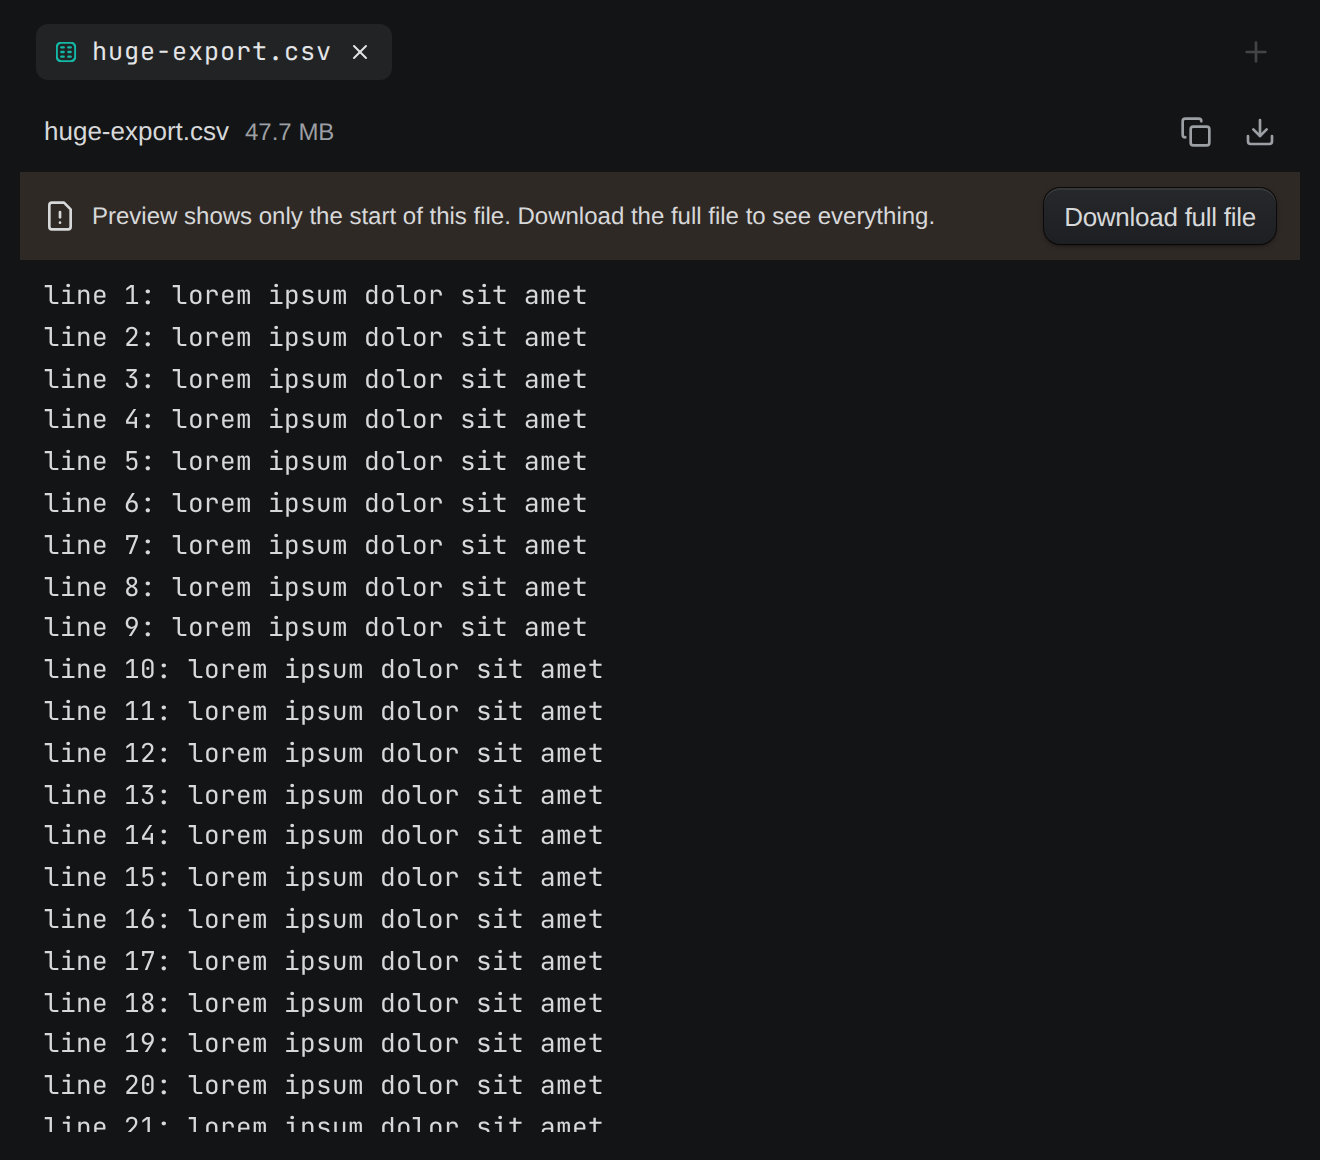 huge-export.csv
huge-export.csv 47.7 MB
Preview shows only the start of this file. Download the full file to see everything. Download full file
line 1: lorem ipsum dolor sit amet
line 2: lorem ipsum dolor sit amet
line 3: lorem ipsum dolor sit amet
line 4: lorem ipsum dolor sit amet
line 5: lorem ipsum dolor sit amet
line 6: lorem ipsum dolor sit amet
line 7: lorem ipsum dolor sit amet
line 8: lorem ipsum dolor sit amet
line 9: lorem ipsum dolor sit amet
line 10: lorem ipsum dolor sit amet
line 11: lorem ipsum dolor sit amet
line 12: lorem ipsum dolor sit amet
line 13: lorem ipsum dolor sit amet
line 14: lorem ipsum dolor sit amet
line 15: lorem ipsum dolor sit amet
line 16: lorem ipsum dolor sit amet
line 17: lorem ipsum dolor sit amet
line 18: lorem ipsum dolor sit amet
line 19: lorem ipsum dolor sit amet
line 20: lorem ipsum dolor sit amet
line 21: lorem ipsum dolor sit amet